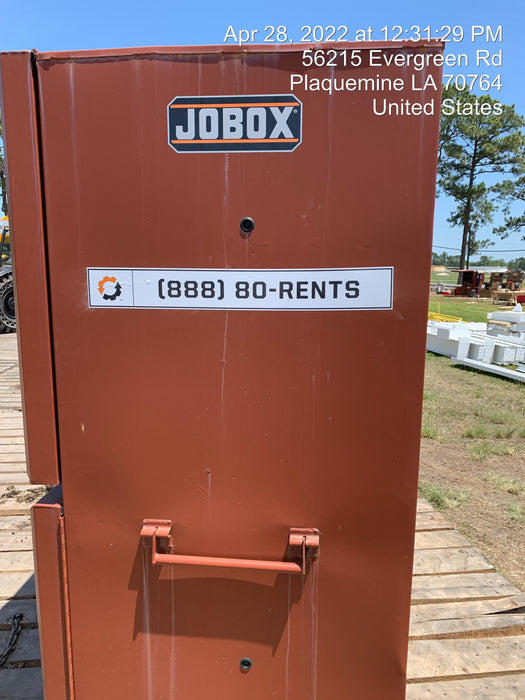 Apr 28, 2022 at 12:31:29 PM
56215 Evergreen Rd
Plaquemine LA 70764
United States
JOBOX
(888) 80-RENTS